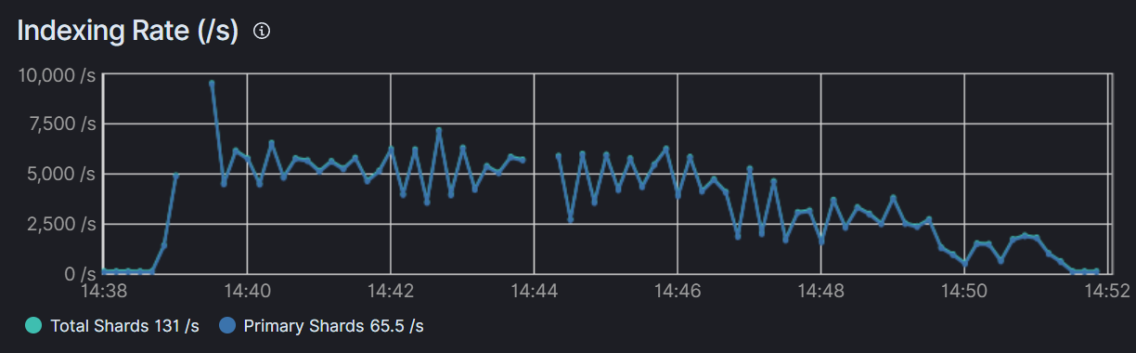 Indexing Rate (/s)
10,000 /s
7,500 /s
5,000 /s
2,500 /s
0 /s
14:38 14:40 14:42 14:44 14:46 14:48 14:50 14:52
Total Shards 131 /s Primary Shards 65.5 /s